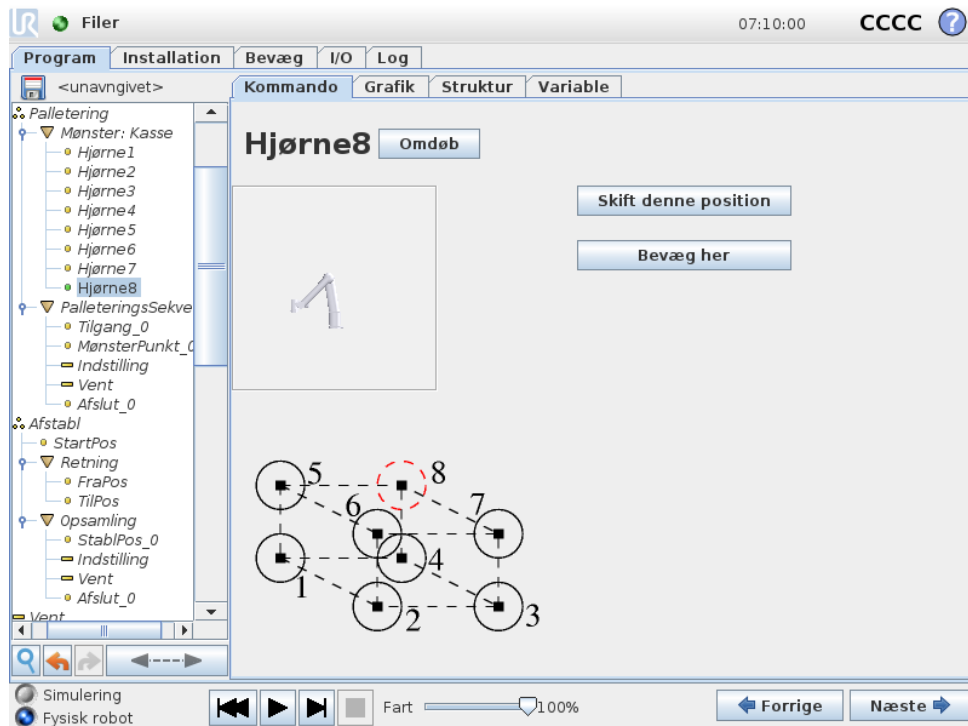 UR Filer 07:10:00 CCCC ?
Program Installation Bevæg I/O Log
<unavngivet>
Kommando Grafik Struktur Variable
Palletering
Mønster: Kasse
Hjørne1
Hjørne2
Hjørne3
Hjørne4
Hjørne5
Hjørne6
Hjørne7
Hjørne8
PalleteringsSekve
Tilgang_0
MønsterPunkt_0
Indstilling
Vent
Afslut_0
Afstabl
StartPos
Retning
FraPos
TilPos
Opsamling
StablPos_0
Indstilling
Vent
Afslut_0
Vent
Hjørne8 Omdøb
Skift denne position
Bevæg her
5 8
6 7
1 4
2 3
Simulering
Fysisk robot
Fart 100%
Forrige Næste